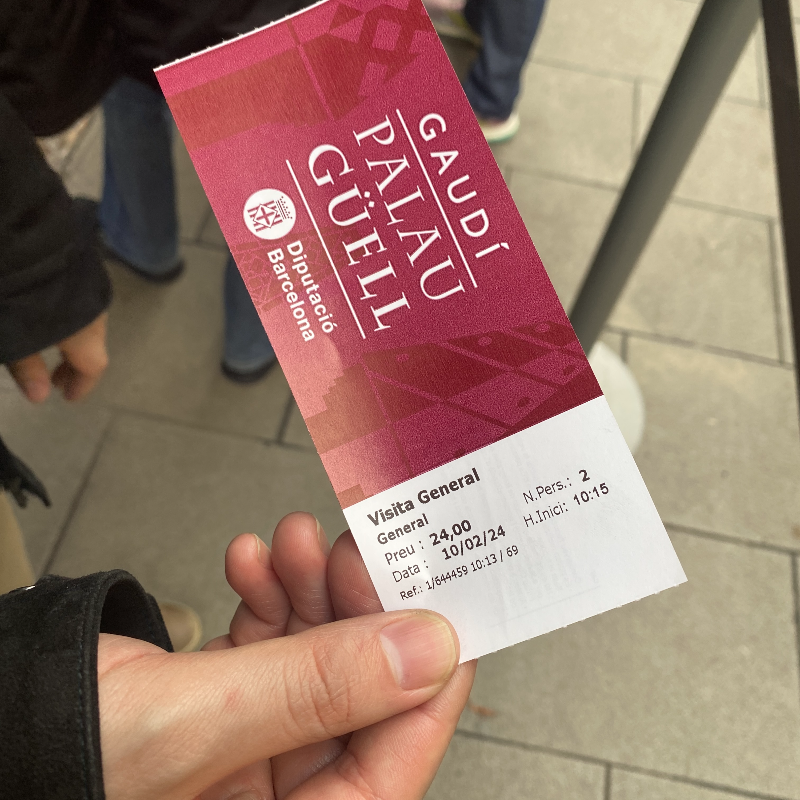 GAUDÍ
PALAU
GÜELL
Diputació
Barcelona
Visita General
General
Preu : 24,00 N.Pers.: 2
Data : 10/02/24 H.Inici: 10:15
Ref.: 1/644459 10:13 / 69